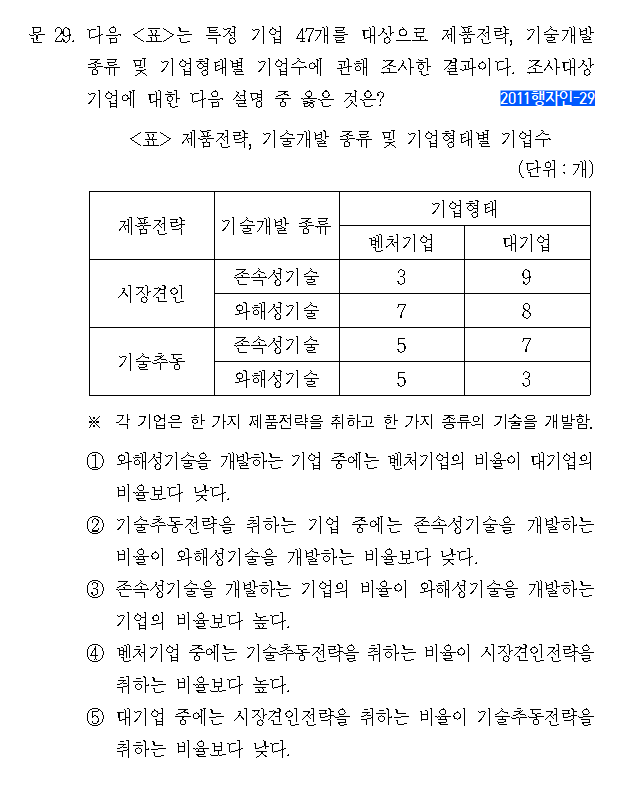 문 29. 다음 <표>는 특정 기업 47개를 대상으로 제품전략, 기술개발
종류 및 기업형태별 기업수에 관해 조사한 결과이다. 조사대상
기업에 대한 다음 설명 중 옳은 것은? 2011행자인-29
<표> 제품전략, 기술개발 종류 및 기업형태별 기업수
(단위 : 개)
제품전략 기술개발 종류 기업형태
벤처기업 대기업
시장견인 존속성기술 3 9
와해성기술 7 8
기술추동 존속성기술 5 7
와해성기술 5 3
※ 각 기업은 한 가지 제품전략을 취하고 한 가지 종류의 기술을 개발함.
① 와해성기술을 개발하는 기업 중에는 벤처기업의 비율이 대기업의
비율보다 낮다.
② 기술추동전략을 취하는 기업 중에는 존속성기술을 개발하는
비율이 와해성기술을 개발하는 비율보다 낮다.
③ 존속성기술을 개발하는 기업의 비율이 와해성기술을 개발하는
기업의 비율보다 높다.
④ 벤처기업 중에는 기술추동전략을 취하는 비율이 시장견인전략을
취하는 비율보다 높다.
⑤ 대기업 중에는 시장견인전략을 취하는 비율이 기술추동전략을
취하는 비율보다 낮다.